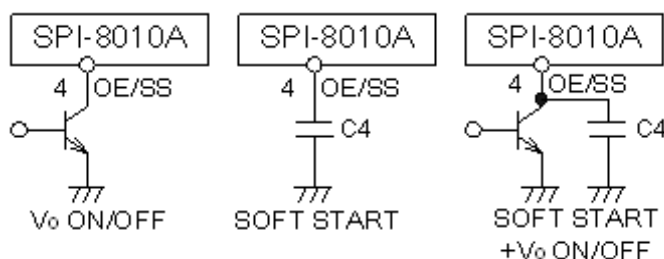 SPI-8010A SPI-8010A SPI-8010A
4 OE/SS 4 OE/SS 4 OE/SS
C4 C4
Vo ON/OFF SOFT START SOFT START
+Vo ON/OFF